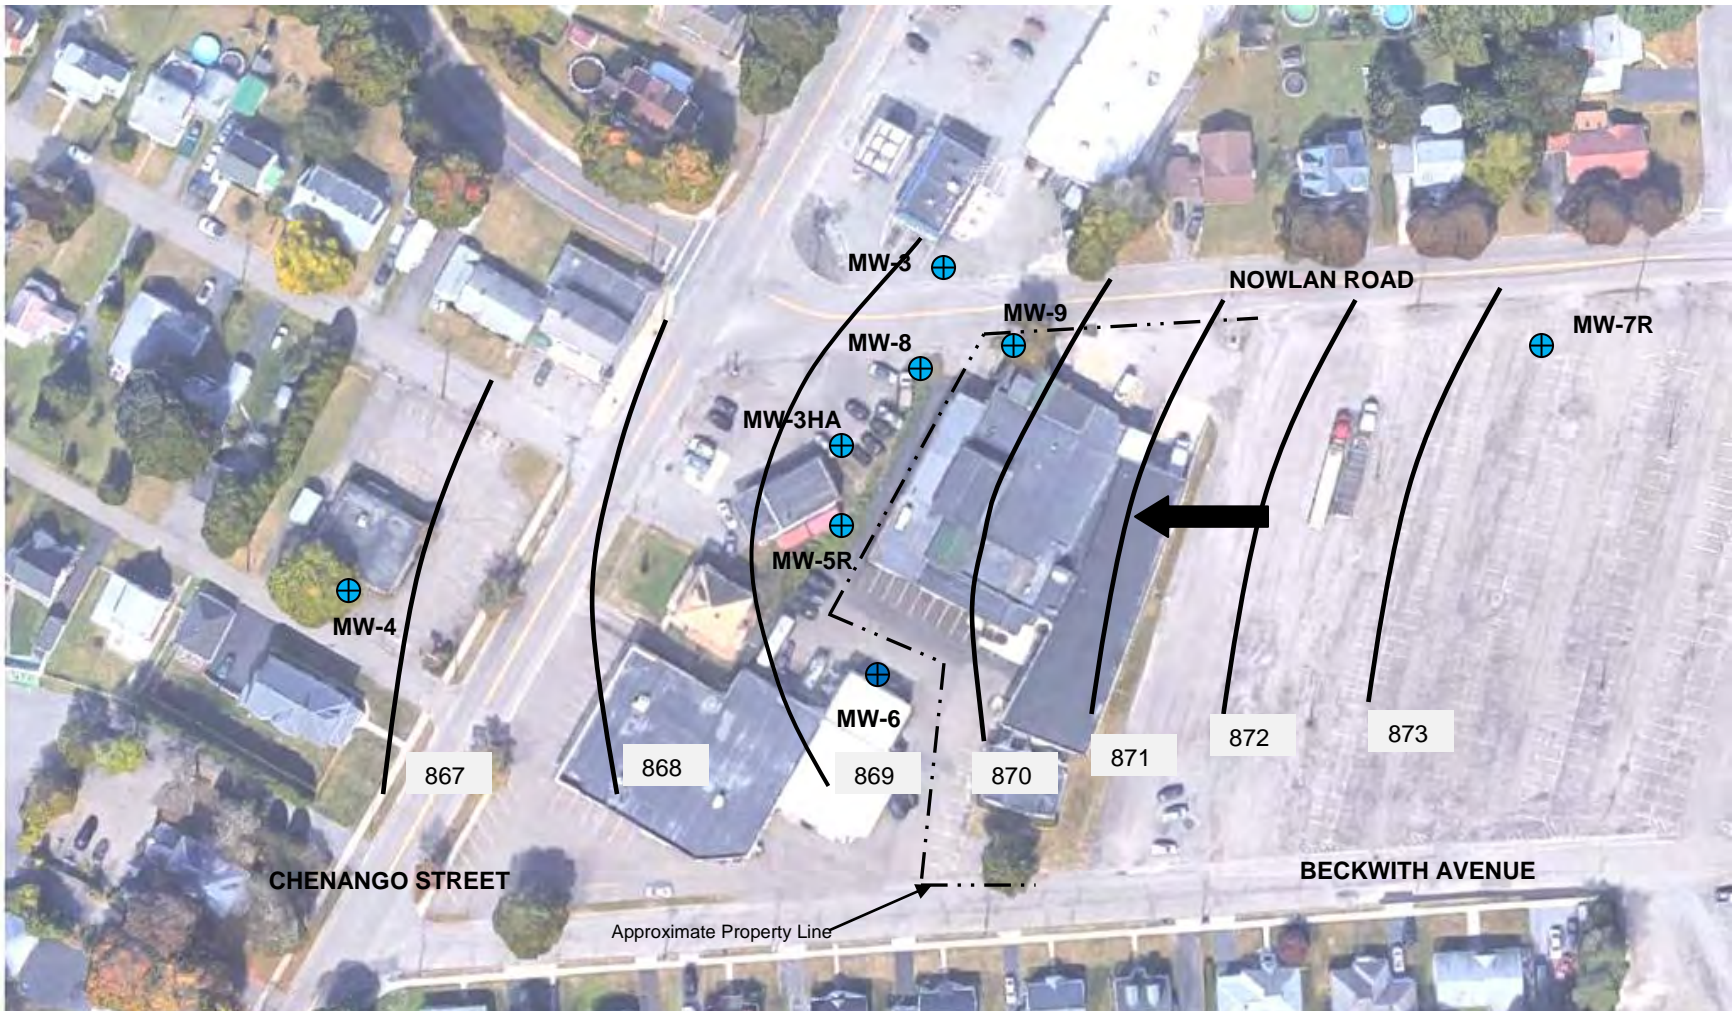 MW-3
NOWLAN ROAD
MW-9
MW-7R
MW-8
MW-3HA
MW-5R
MW-4
MW-6
873
872
871
868
867
869
870
BECKWITH AVENUE
CHENANGO STREET
Approximate Property Line